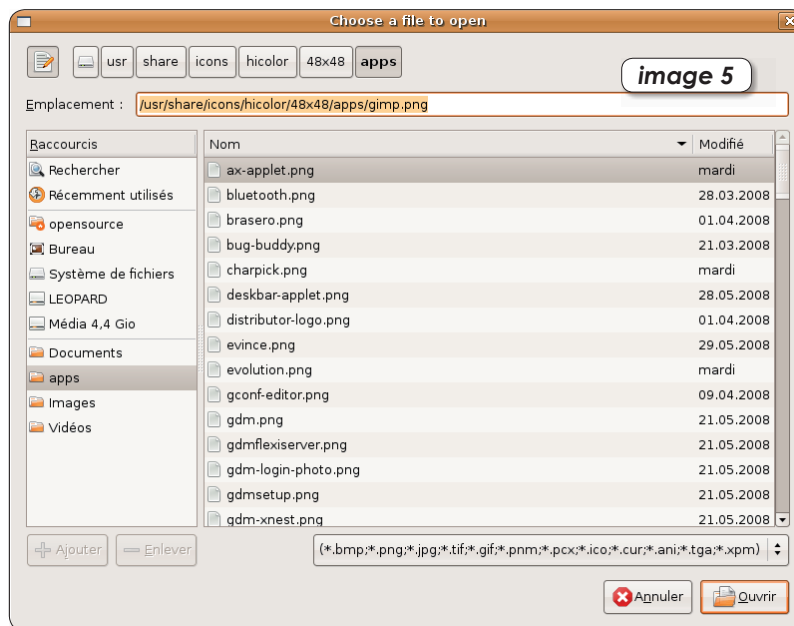 Choose a file to open
usr share icons hicolor 48x48 apps
image 5
Emplacement : /usr/share/icons/hicolor/48x48/apps/gimp.png
Raccourcis
Rechercher
Récemment utilisés
opensource
Bureau
Système de fichiers
LEOPARD
Média 4,4 Gio
Documents
apps
Images
Vidéos
Nom Modifié
ax-applet.png mardi
bluetooth.png 28.03.2008
brasero.png 01.04.2008
bug-buddy.png 21.03.2008
charpick.png mardi
deskbar-applet.png 28.05.2008
distributor-logo.png 01.04.2008
evince.png 29.05.2008
evolution.png mardi
gconf-editor.png 09.04.2008
gdm.png 21.05.2008
gdmflexiserver.png 21.05.2008
gdm-login-photo.png 21.05.2008
gdmsetup.png 21.05.2008
gdm-xnest.png 21.05.2008
Ajouter Enlever (*.bmp;*.png;*.jpg;*.tif;*.gif;*.pnm;*.pcx;*.ico;*.cur;*.ani;*.tga;*.xpm)
Annuler Ouvrir